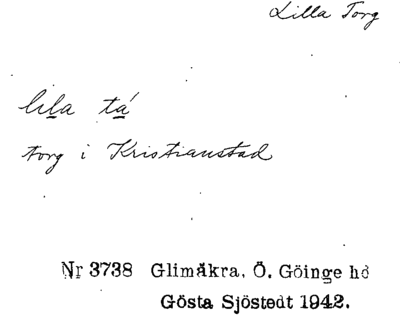 Lilla Torg
lila tá
torg i Kristianstad
Nr 3738 Glimåkra, Ö. Göinge hd
Gösta Sjöstedt 1942.